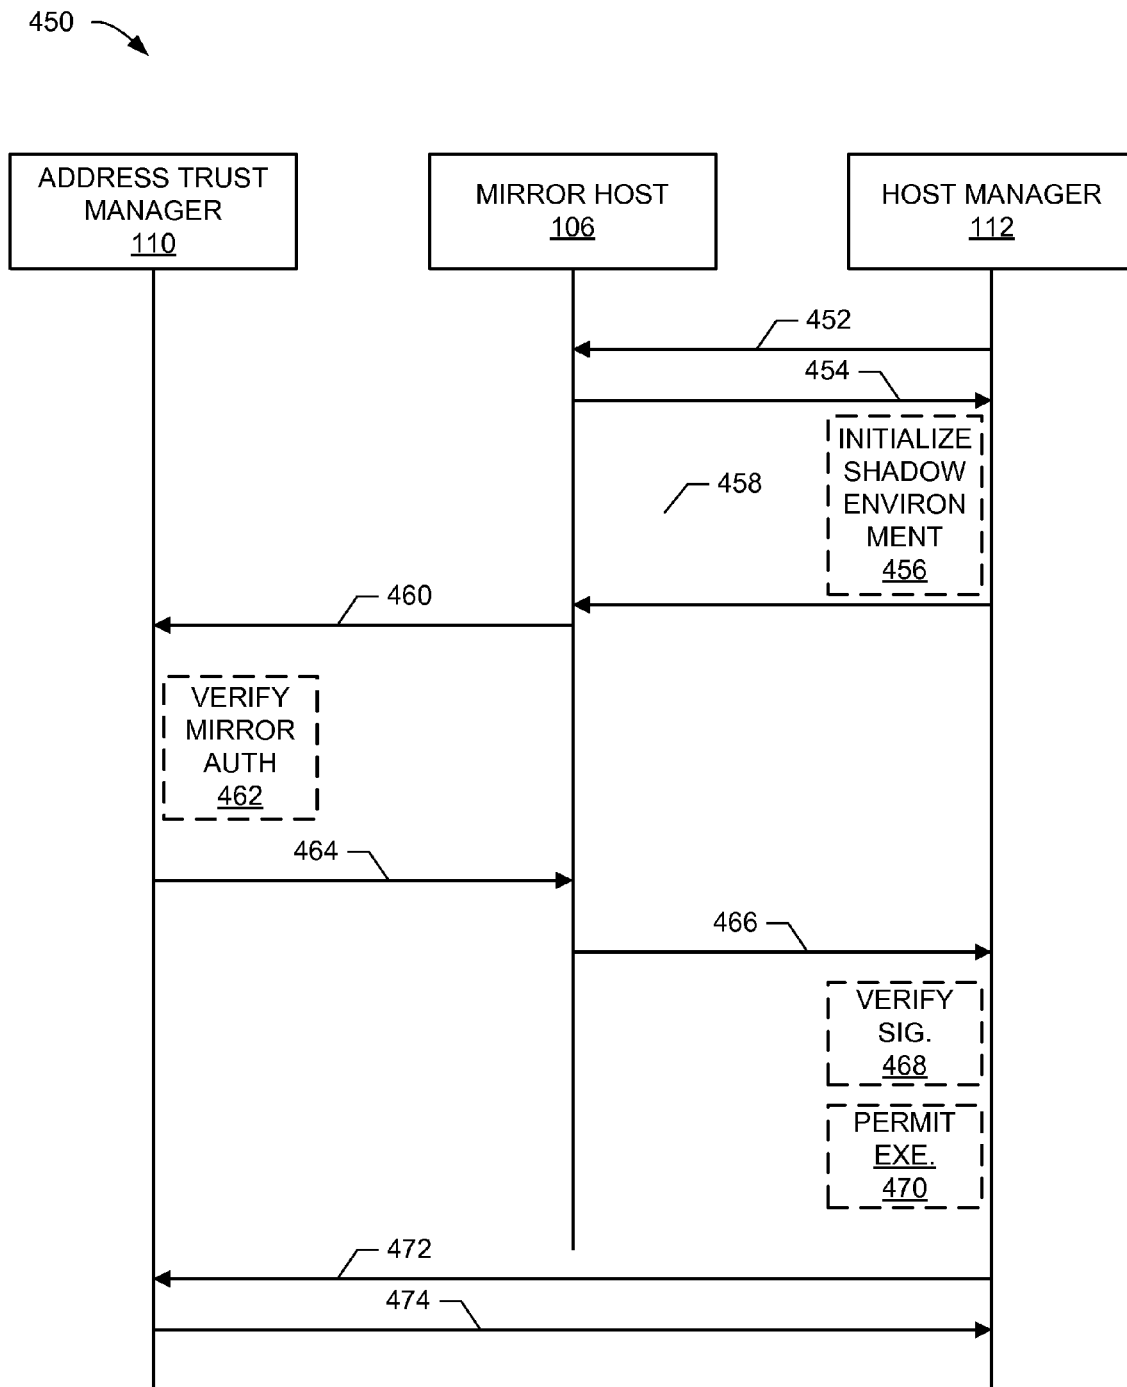 450
ADDRESS TRUST
MANAGER
110
MIRROR HOST
106
HOST MANAGER
112
452
454
INITIALIZE
SHADOW
ENVIRON
MENT
456
458
460
VERIFY
MIRROR
AUTH
462
464
466
VERIFY
SIG.
468
PERMIT
EXE.
470
472
474